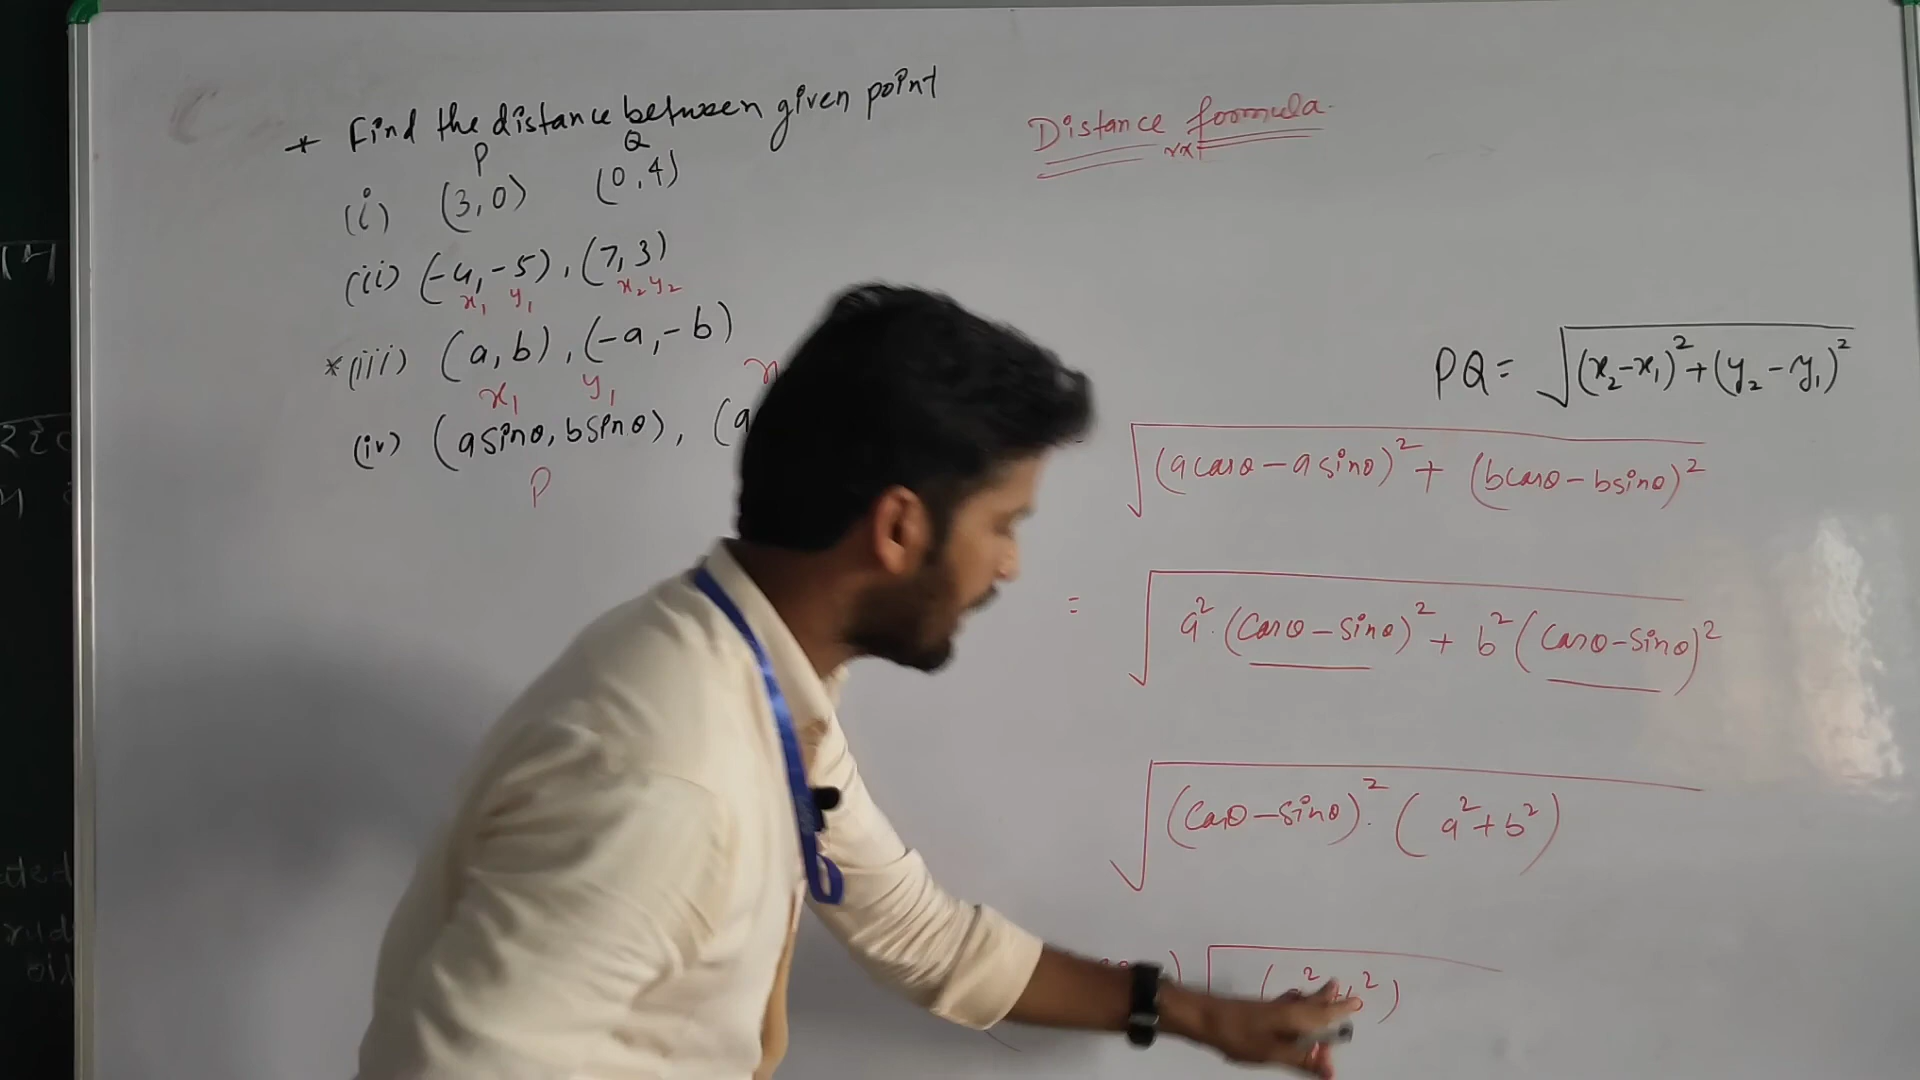 * Find the distance between given point
P Q
(i) (3,0) (0,4)
(ii) (-4,-5), (7,3)
x₁ y₁ x₂ y₂
*(iii) (a,b), (-a,-b)
x₁ y₁
(iv) (a sinθ, b sinθ), (a
P
Distance formula.
PQ = √((x₂-x₁)²+(y₂-y₁)²)
√((a cosθ - a sinθ)² + (b cosθ - b sinθ)²)
= √(a².(cosθ - sinθ)² + b²(cosθ - sinθ)²)
√((cosθ - sinθ)².(a²+b²))
) √((a²+b²))